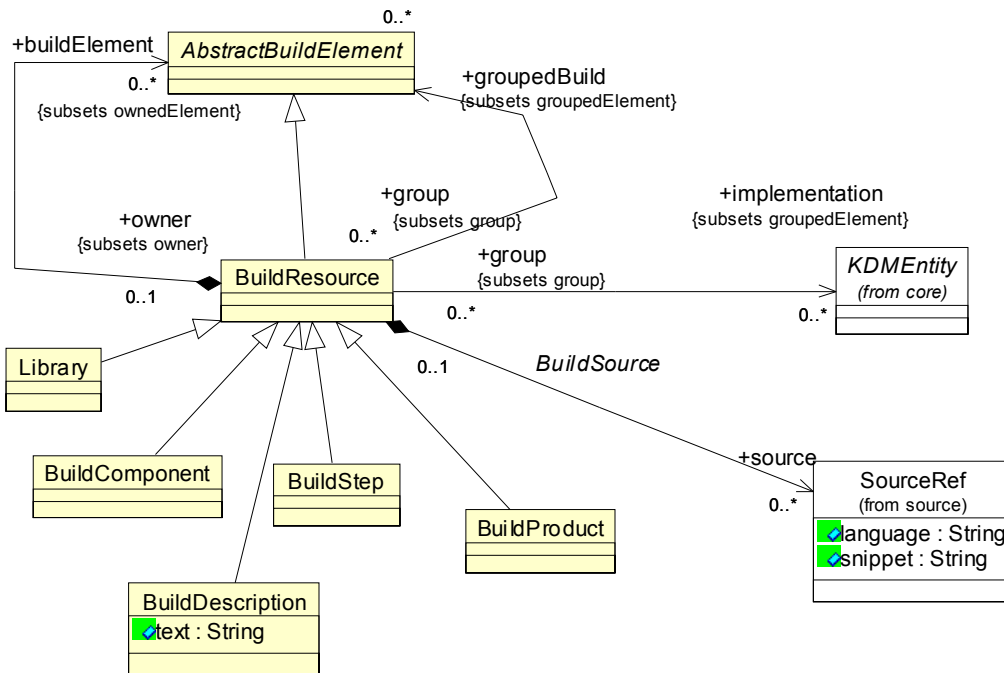 0..*
+buildElement
AbstractBuildElement
0..*
{subsets ownedElement}
+groupedBuild
{subsets groupedElement}
+group
{subsets group}
0..*
+implementation
{subsets groupedElement}
+owner
{subsets owner}
0..1
BuildResource
+group
{subsets group}
0..*
KDMEntity
(from core)
0..*
Library
0..1
BuildSource
BuildComponent
BuildStep
BuildProduct
+source
0..*
SourceRef
(from source)
language : String
snippet : String
BuildDescription
text : String